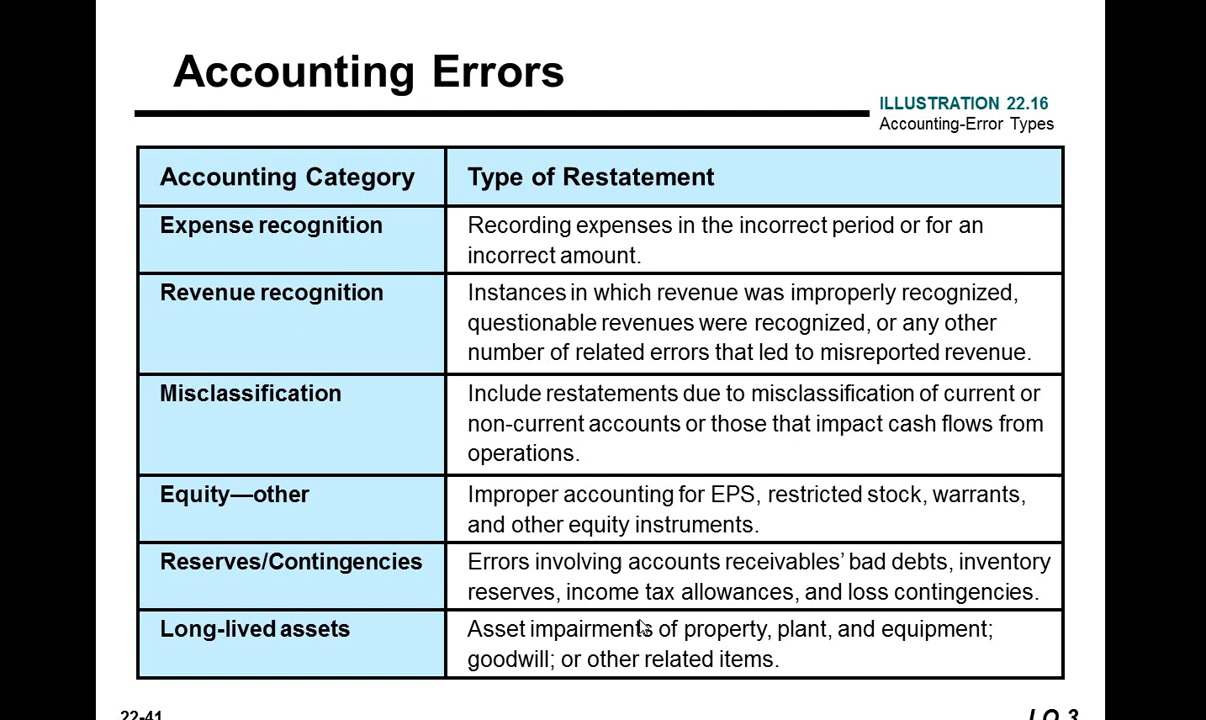 Accounting Errors
ILLUSTRATION 22.16
Accounting-Error Types
Accounting Category
Type of Restatement
Expense recognition
Recording expenses in the incorrect period or for an
incorrect amount.
Revenue recognition
Instances in which revenue was improperly recognized,
questionable revenues were recognized, or any other
number of related errors that led to misreported revenue.
Misclassification
Include restatements due to misclassification of current or
non-current accounts or those that impact cash flows from
operations.
Equity—other
Improper accounting for EPS, restricted stock, warrants,
and other equity instruments.
Reserves/Contingencies
Errors involving accounts receivables’ bad debts, inventory
reserves, income tax allowances, and loss contingencies.
Long-lived assets
Asset impairments of property, plant, and equipment;
goodwill; or other related items.
22-41
LO 3